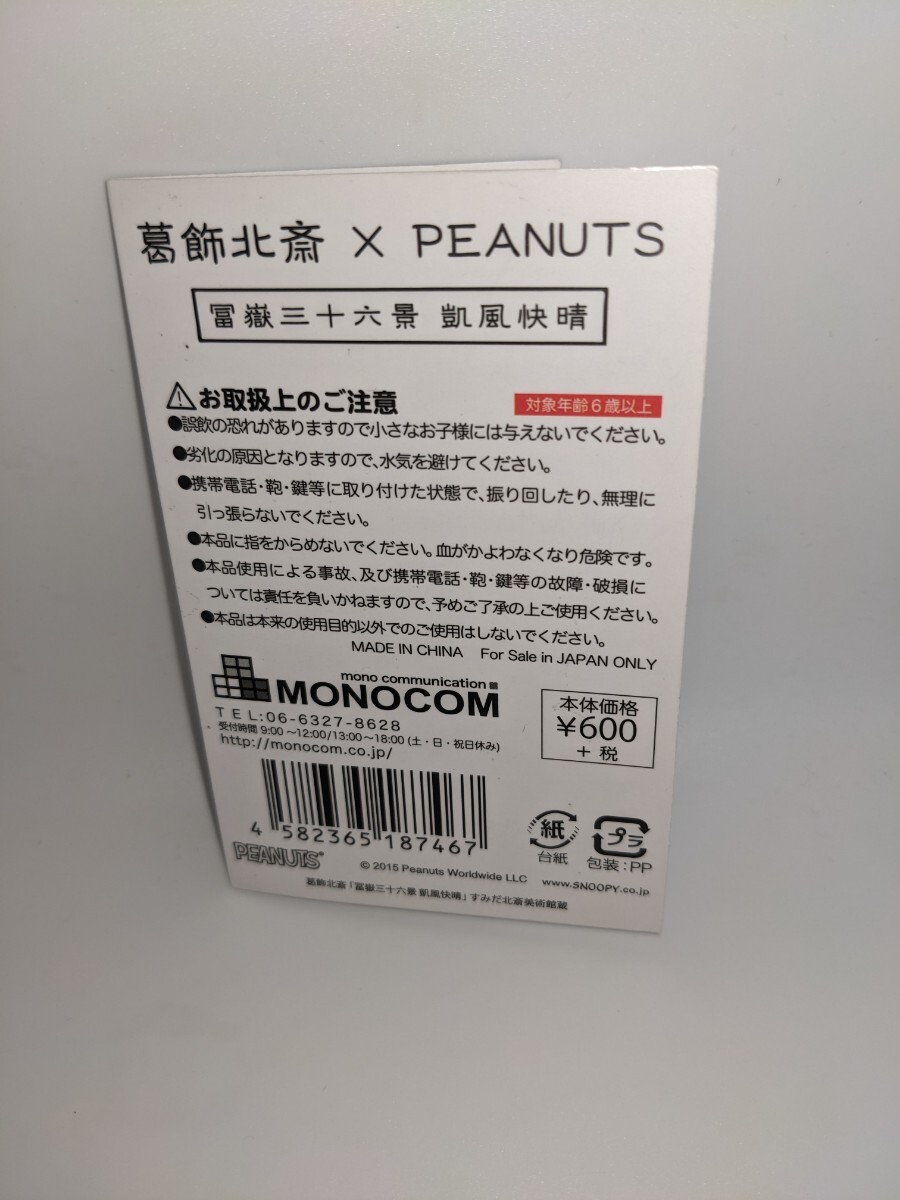 葛飾北斎 × PEANUTS
冨嶽三十六景 凱風快晴
お取扱上のご注意
対象年齢6歳以上
●誤飲の恐れがありますので小さなお子様には与えないでください。
●劣化の原因となりますので、水気を避けてください。
●携帯電話・鞄・鍵等に取り付けた状態で、振り回したり、無理に
引っ張らないでください。
●本品に指をからめないでください。血がかよわなくなり危険です。
●本品使用による事故、及び携帯電話・鞄・鍵等の故障・破損に
ついては責任を負いかねますので、予めご了承の上ご使用ください。
●本品は本来の使用目的以外でのご使用はしないでください。
MADE IN CHINA For Sale in JAPAN ONLY
mono communication
MONOCOM
TEL:06-6327-8628
受付時間 9:00 〜12:00/13:00〜18:00 (土・日・祝日休み)
http://monocom.co.jp/
本体価格
¥600
+ 税
4 582365 187467
紙
台紙
プラ
包装:PP
PEANUTS
© 2015 Peanuts Worldwide LLC
www.SNOOPY.co.jp
葛飾北斎「冨嶽三十六景 凱風快晴」すみだ北斎美術館蔵